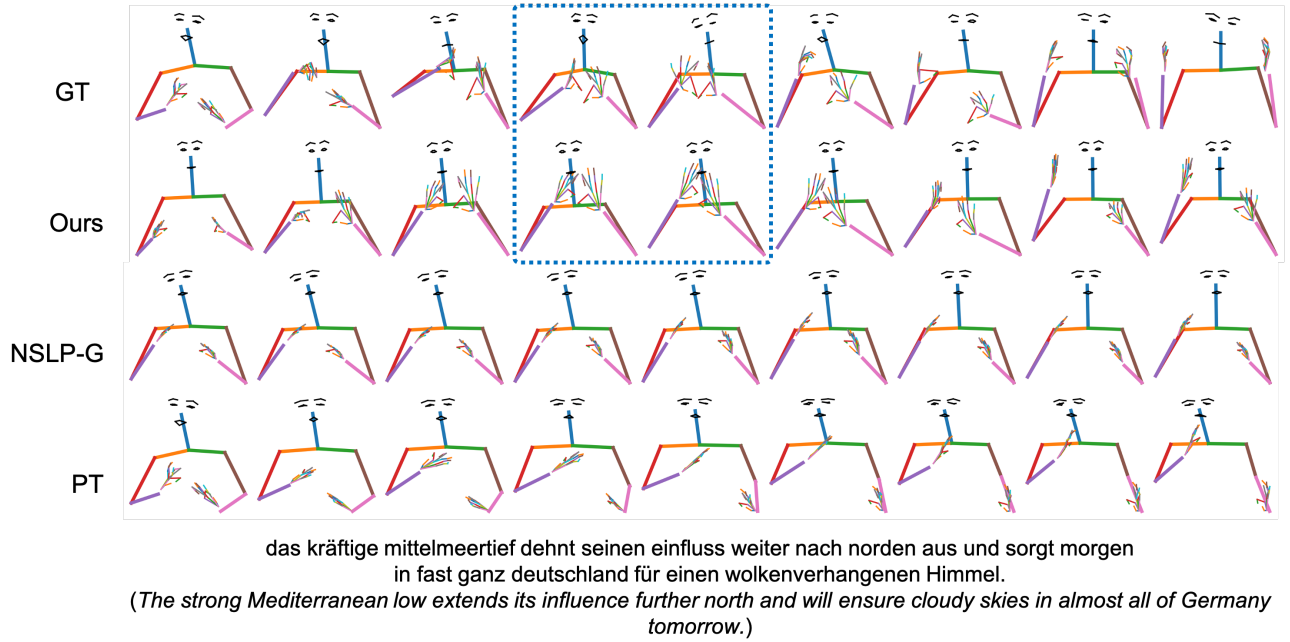 GT
Ours
NSLP-G
PT
das kräftige mittelmeertief dehnt seinen einfluss weiter nach norden aus und sorgt morgen
in fast ganz deutschland für einen wolkenverhangenen Himmel.
(The strong Mediterranean low extends its influence further north and will ensure cloudy skies in almost all of Germany
tomorrow.)